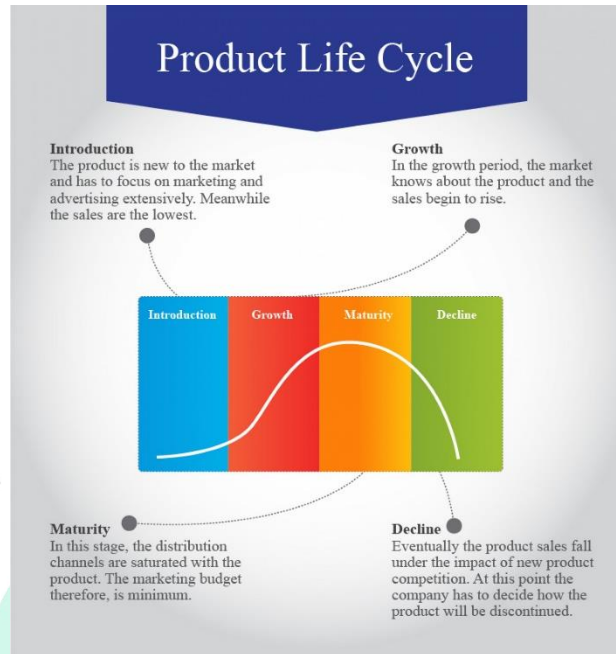 Product Life Cycle
Introduction
The product is new to the market
and has to focus on marketing and
advertising extensively. Meanwhile
the sales are the lowest.
Growth
In the growth period, the market
knows about the product and the
sales begin to rise.
Introduction
Growth
Maturity
Decline
Maturity
In this stage, the distribution
channels are saturated with the
product. The marketing budget
therefore, is minimum.
Decline
Eventually the product sales fall
under the impact of new product
competition. At this point the
company has to decide how the
product will be discontinued.